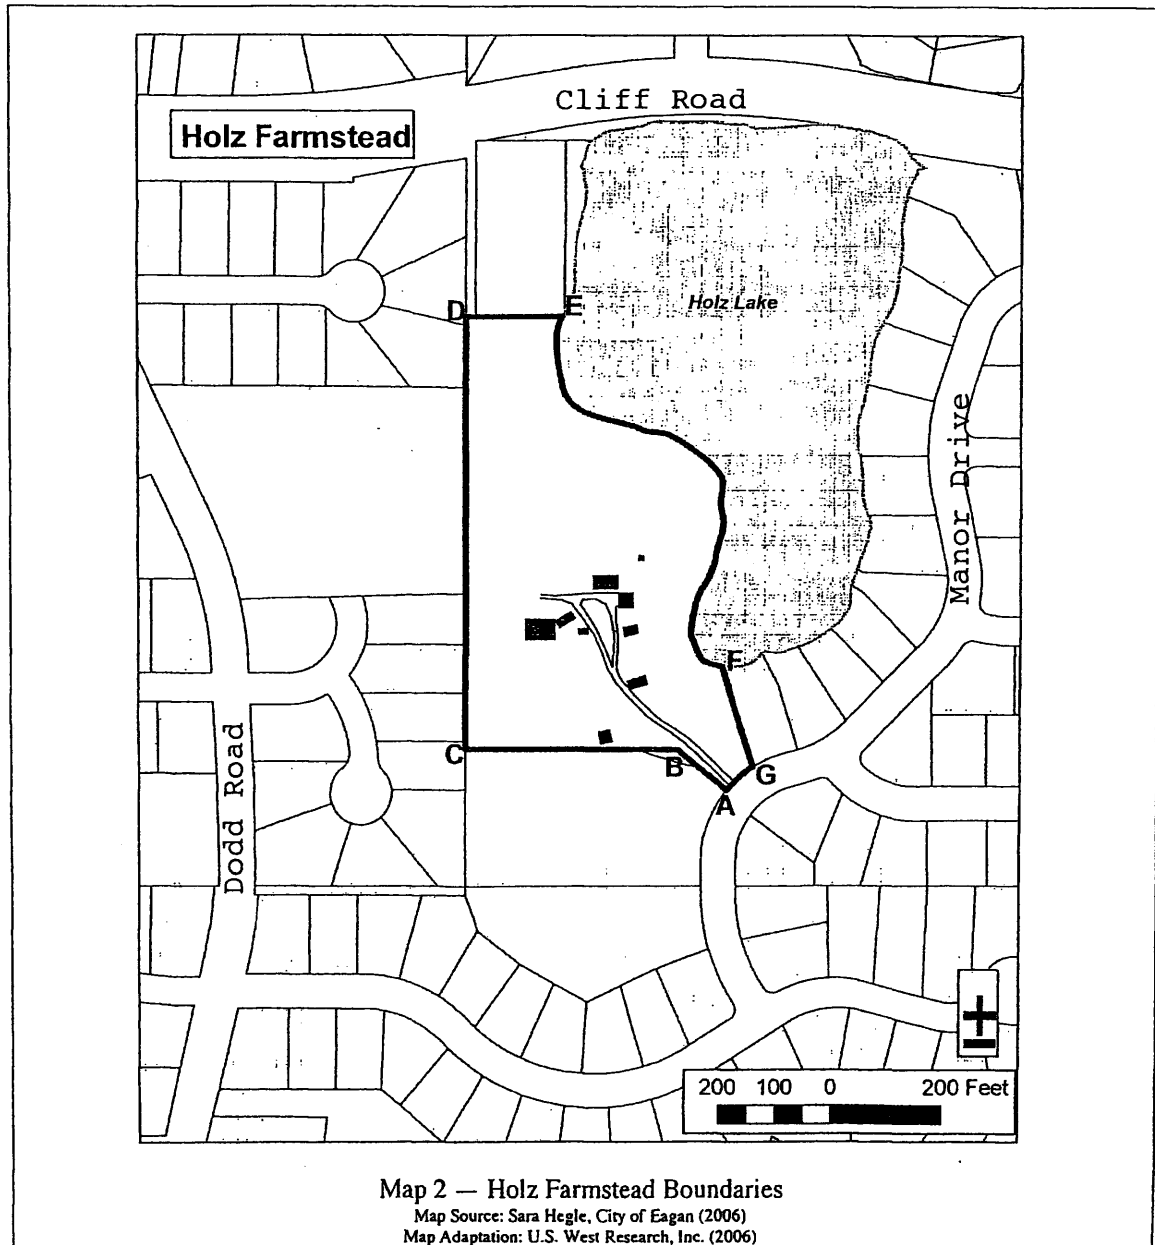 Cliff Road
Holz Farmstead
Holz Lake
D
E
Manor Drive
F
C
B
G
A
Dodd Road
200 100 0 200 Feet
Map 2 — Holz Farmstead Boundaries
Map Source: Sara Hegle, City of Eagan (2006)
Map Adaptation: U.S. West Research, Inc. (2006)